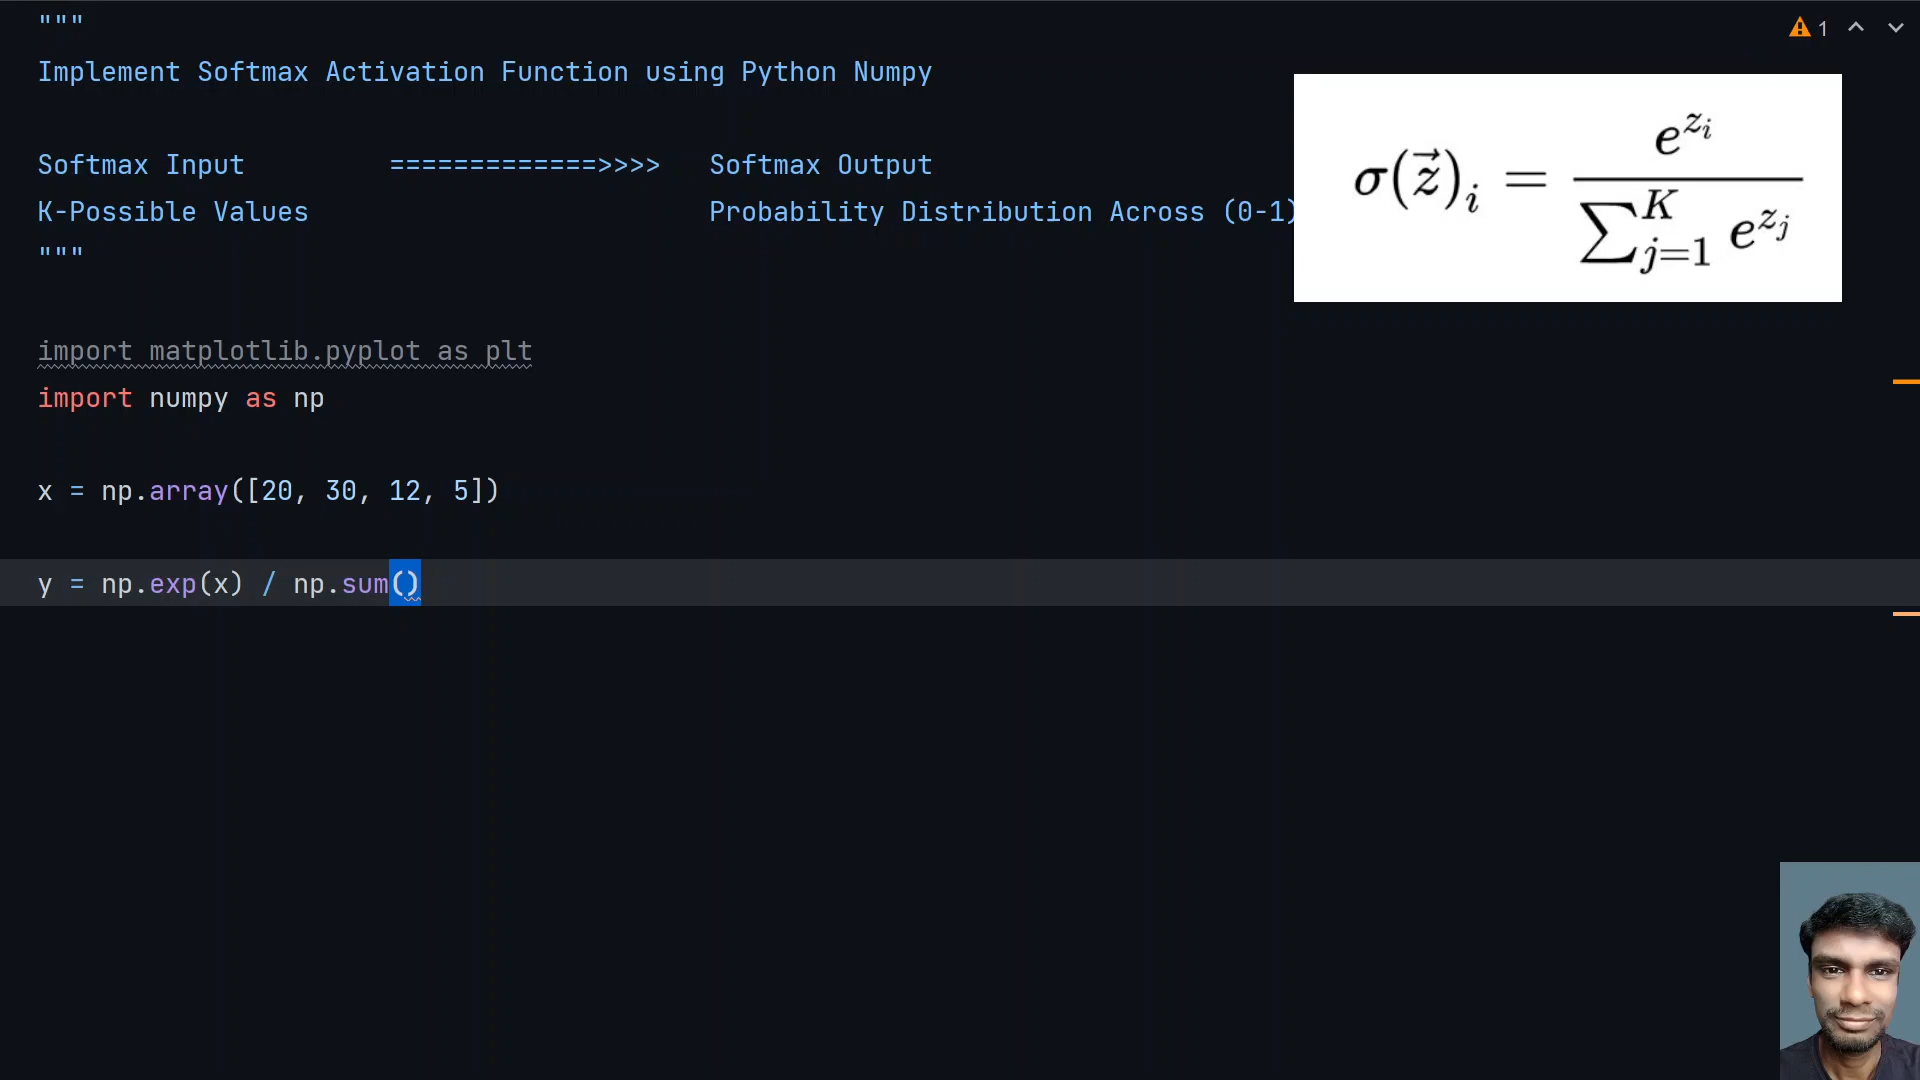 """
Implement Softmax Activation Function using Python Numpy
Softmax Input =============>>>> Softmax Output
K-Possible Values Probability Distribution Across (0-1)
"""
import matplotlib.pyplot as plt
import numpy as np
x = np.array([20, 30, 12, 5])
y = np.exp(x) / np.sum()
1
σ(z⃗)ᵢ = e^{z_i} / ∑_{j=1}^{K} e^{z_j}